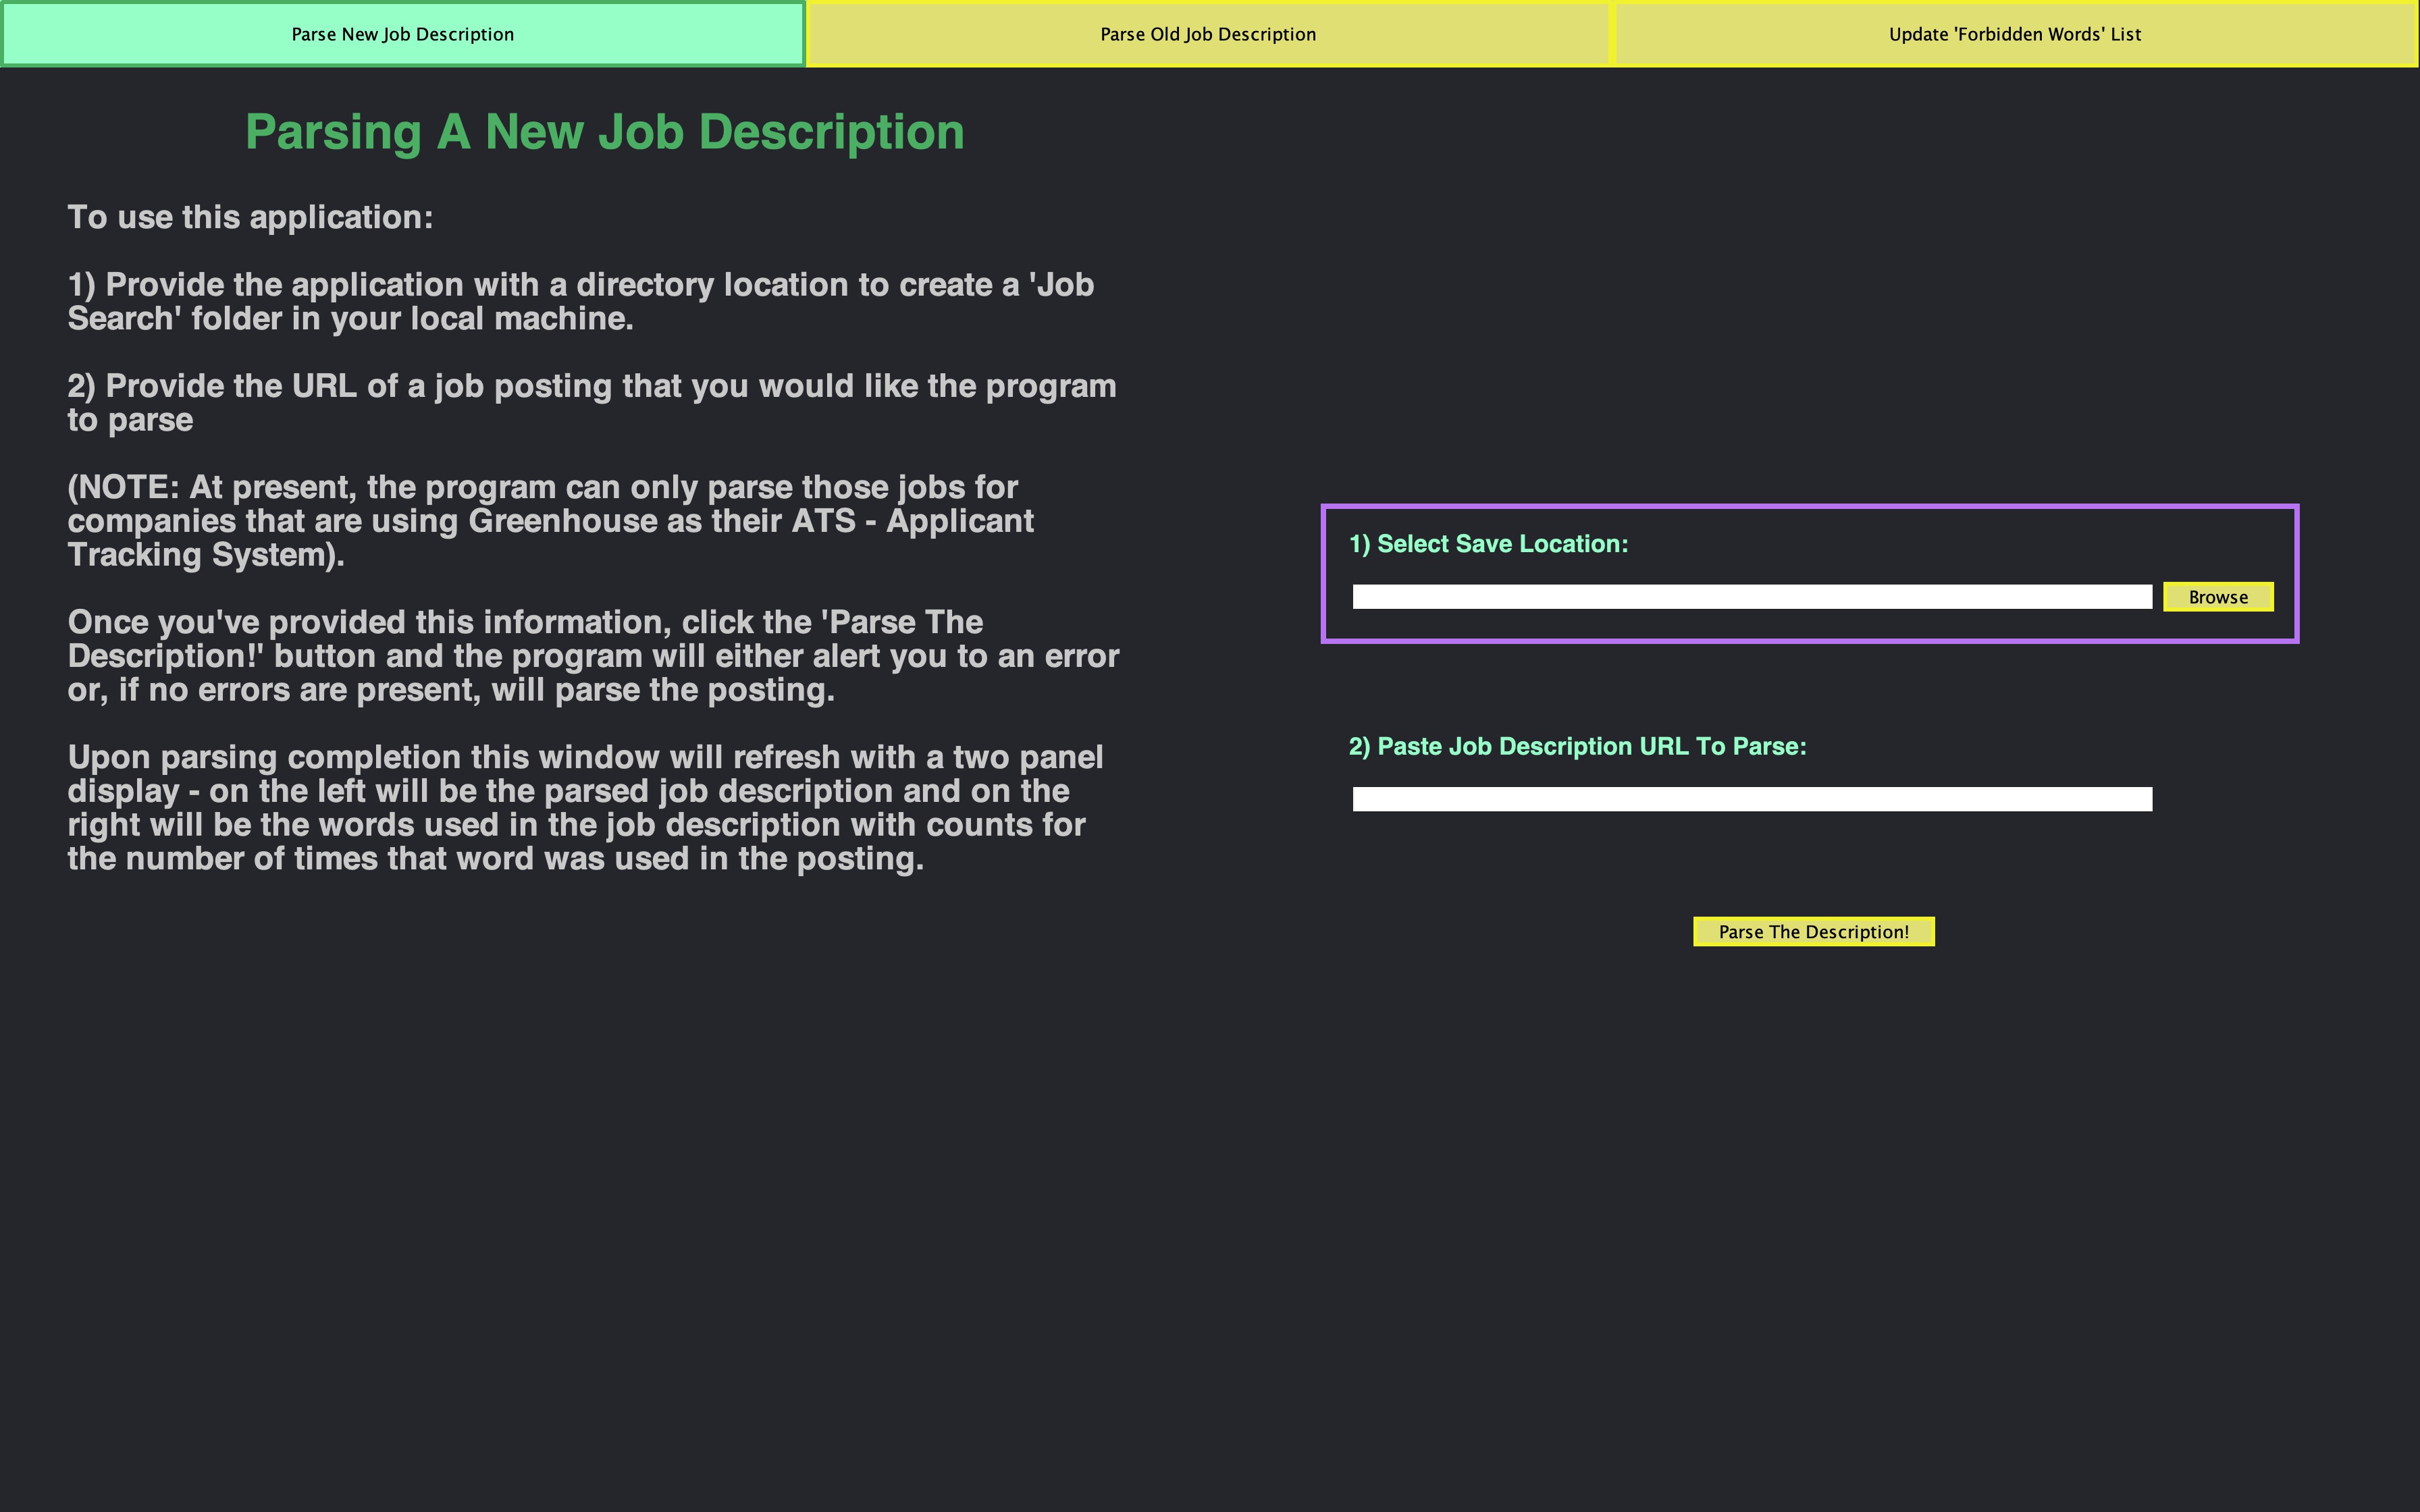 Parse New Job Description
Parse Old Job Description
Update 'Forbidden Words' List
Parsing A New Job Description
To use this application:
1) Provide the application with a directory location to create a 'Job
Search' folder in your local machine.
2) Provide the URL of a job posting that you would like the program
to parse
(NOTE: At present, the program can only parse those jobs for
companies that are using Greenhouse as their ATS - Applicant
Tracking System).
Once you've provided this information, click the 'Parse The
Description!' button and the program will either alert you to an error
or, if no errors are present, will parse the posting.
Upon parsing completion this window will refresh with a two panel
display - on the left will be the parsed job description and on the
right will be the words used in the job description with counts for
the number of times that word was used in the posting.
1) Select Save Location:
Browse
2) Paste Job Description URL To Parse:
Parse The Description!